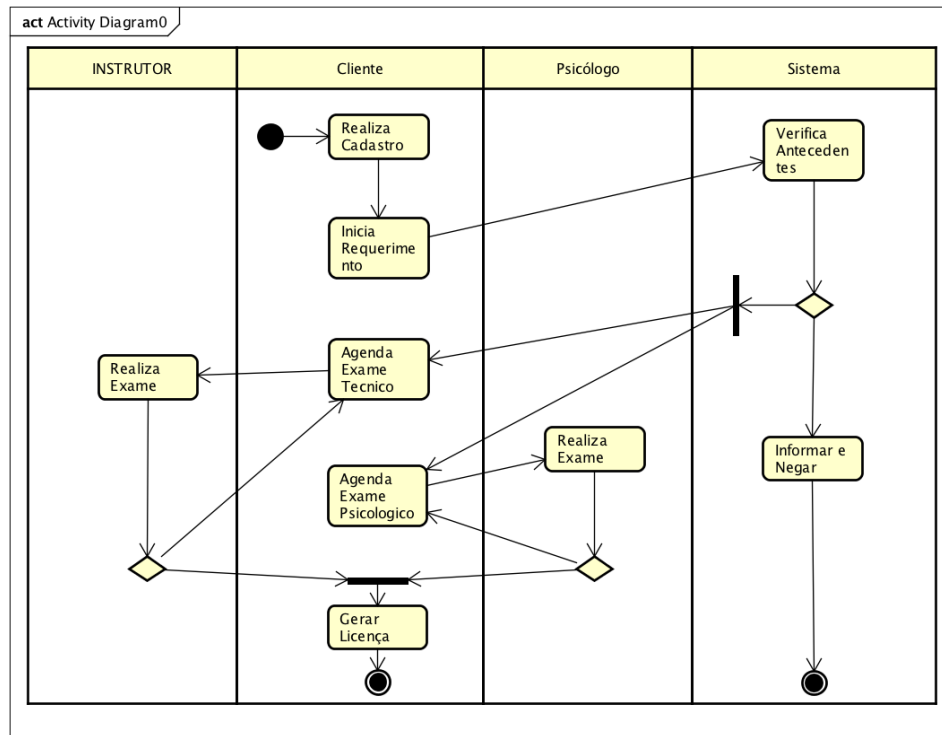 act Activity Diagram0
INSTRUTOR
Cliente
Psicólogo
Sistema
Realiza
Cadastro
Verifica
Anteceden
tes
Inicia
Requerime
nto
Agenda
Exame
Tecnico
Realiza
Exame
Realiza
Exame
Informar e
Negar
Agenda
Exame
Psicologico
Gerar
Licença